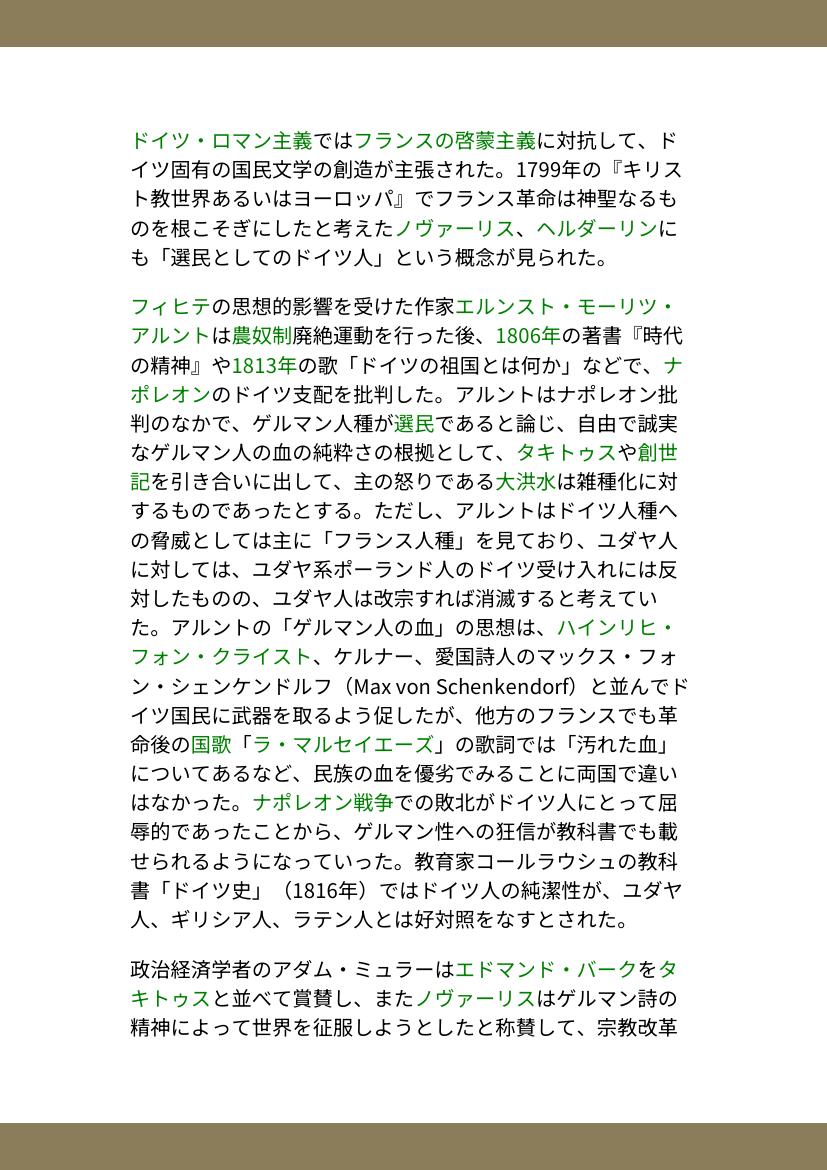 ドイツ・ロマン主義ではフランスの啓蒙主義に対抗して、ド
イツ固有の国民文学の創造が主張された。1799年の『キリス
ト教世界あるいはヨーロッパ』でフランス革命は神聖なるも
のを根こそぎにしたと考えたノヴァーリス、ヘルダーリンに
も「選民としてのドイツ人」という概念が見られた。
フィヒテの思想的影響を受けた作家エルンスト・モーリツ・
アルントは農奴制廃絶運動を行った後、1806年の著書『時代
の精神』や1813年の歌「ドイツの祖国とは何か」などで、ナ
ポレオンのドイツ支配を批判した。アルントはナポレオン批
判のなかで、ゲルマン人種が選民であると論じ、自由で誠実
なゲルマン人の血の純粋さの根拠として、タキトゥスや創世
記を引き合いに出して、主の怒りである大洪水は雑種化に対
するものであったとする。ただし、アルントはドイツ人種へ
の脅威としては主に「フランス人種」を見ており、ユダヤ人
に対しては、ユダヤ系ポーランド人のドイツ受け入れには反
対したものの、ユダヤ人は改宗すれば消滅すると考えてい
た。アルントの「ゲルマン人の血」の思想は、ハインリヒ・
フォン・クライスト、ケルナー、愛国詩人のマックス・フォ
ン・シェンケンドルフ（Max von Schenkendorf）と並んでド
イツ国民に武器を取るよう促したが、他方のフランスでも革
命後の国歌「ラ・マルセイエーズ」の歌詞では「汚れた血」
についてあるなど、民族の血を優劣でみることに両国で違い
はなかった。ナポレオン戦争での敗北がドイツ人にとって屈
辱的であったことから、ゲルマン性への狂信が教科書でも載
せられるようになっていった。教育家コールラウシュの教科
書「ドイツ史」（1816年）ではドイツ人の純潔性が、ユダヤ
人、ギリシア人、ラテン人とは好対照をなすとされた。
政治経済学者のアダム・ミュラーはエドマンド・バークをタ
キトゥスと並べて賞賛し、またノヴァーリスはゲルマン詩の
精神によって世界を征服しようとしたと称賛して、宗教改革